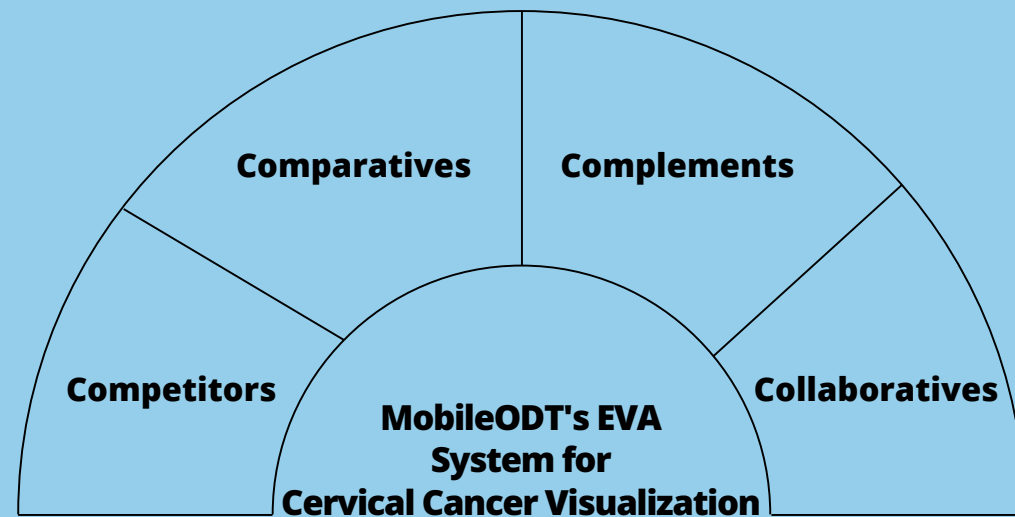 Comparatives
Complements
Competitors
Collaboratives
MobileODT's EVA
System for
Cervical Cancer Visualization